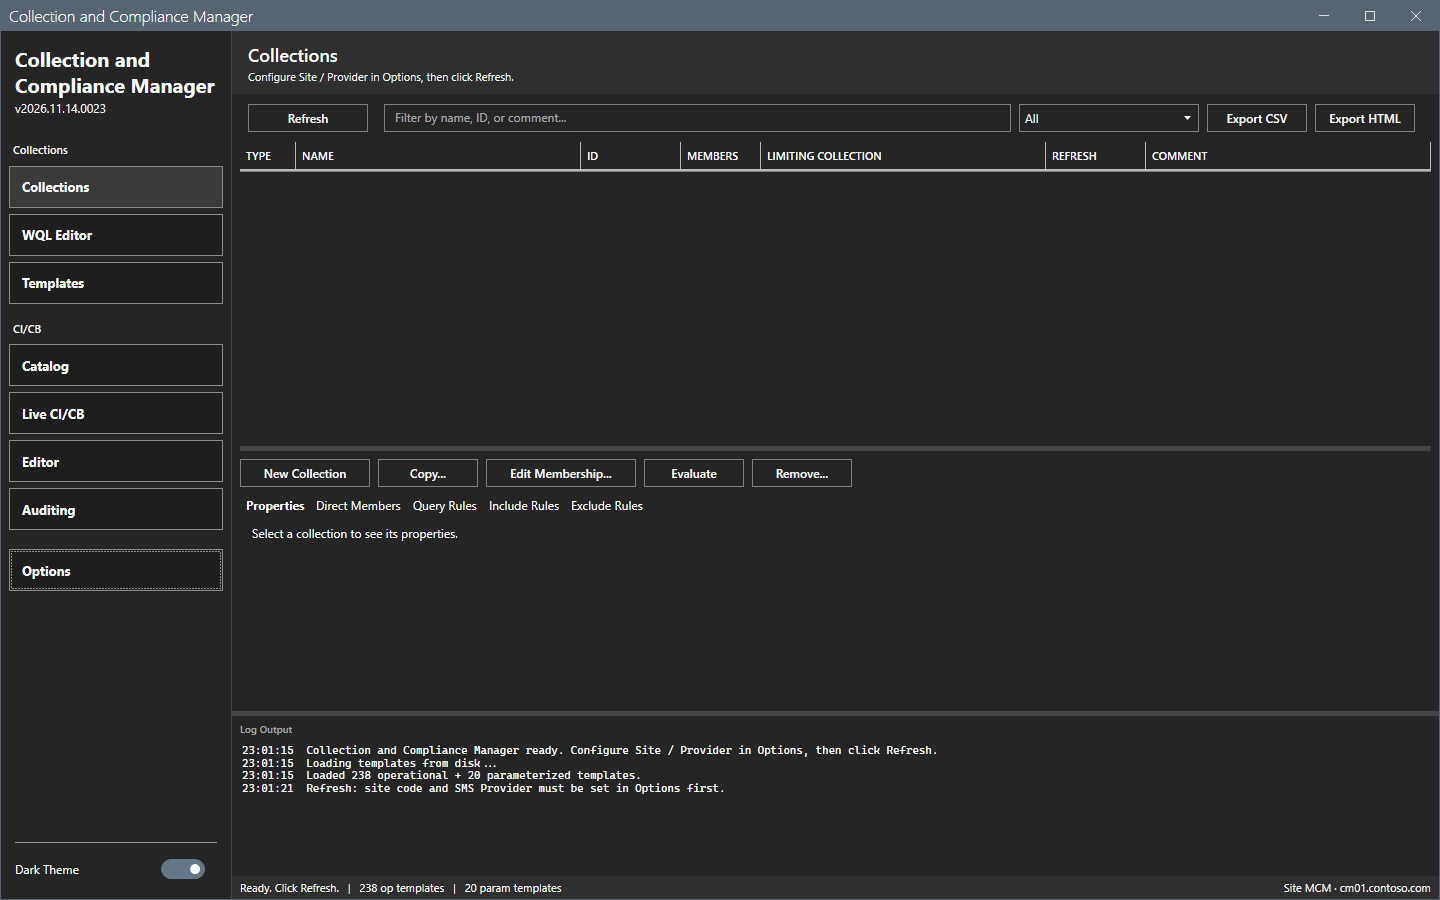 Collection and Compliance Manager
Collection and
Compliance Manager
v2026.11.14.0023
Collections
Collections
WQL Editor
Templates
CI/CB
Catalog
Live CI/CB
Editor
Auditing
Options
Dark Theme
Collections
Configure Site / Provider in Options, then click Refresh.
Refresh
Filter by name, ID, or comment...
All
Export CSV
Export HTML
TYPE NAME ID MEMBERS LIMITING COLLECTION REFRESH COMMENT
New Collection
Copy...
Edit Membership...
Evaluate
Remove...
Properties Direct Members Query Rules Include Rules Exclude Rules
Select a collection to see its properties.
Log Output
23:01:15 Collection and Compliance Manager ready. Configure Site / Provider in Options, then click Refresh.
23:01:15 Loading templates from disk...
23:01:15 Loaded 238 operational + 20 parameterized templates.
23:01:21 Refresh: site code and SMS Provider must be set in Options first.
Ready. Click Refresh. | 238 op templates | 20 param templates
Site MCM · cm01.contoso.com